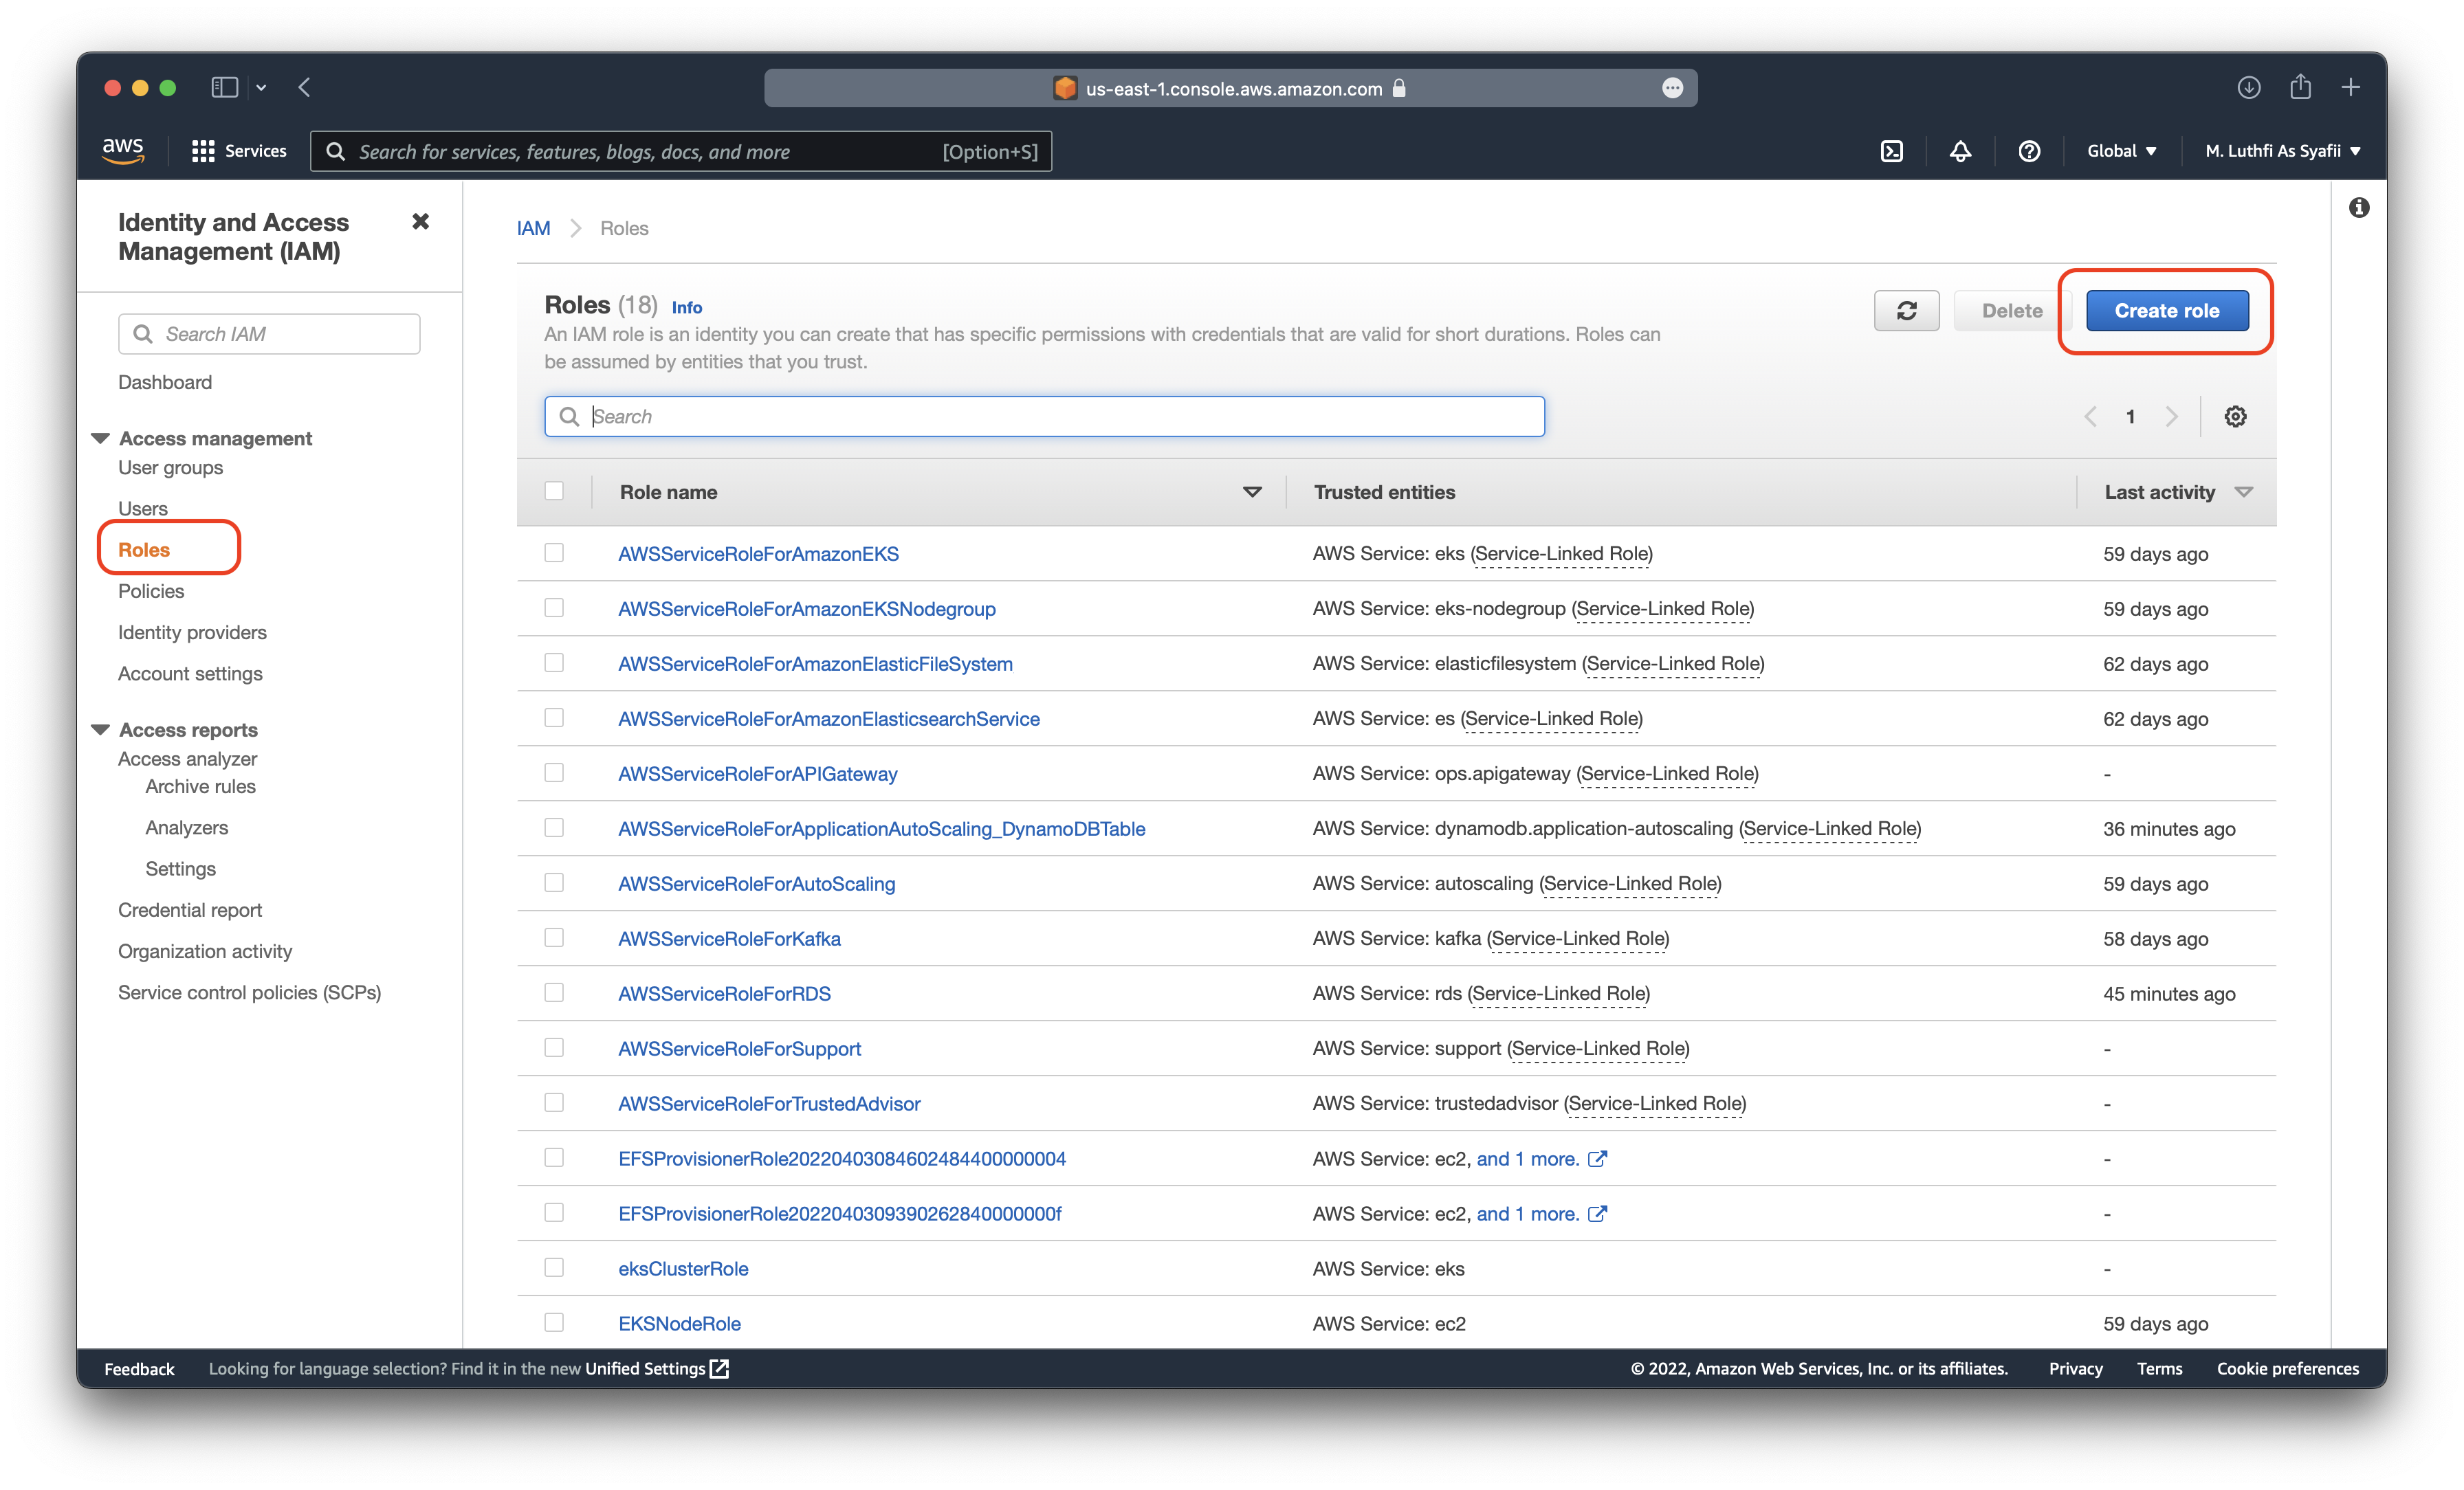 us-east-1.console.aws.amazon.com
aws
Services
Search for services, features, blogs, docs, and more
[Option+S]
Global
M. Luthfi As Syafii
Identity and Access
Management (IAM)
Search IAM
Dashboard
Access management
User groups
Users
Roles
Policies
Identity providers
Account settings
Access reports
Access analyzer
Archive rules
Analyzers
Settings
Credential report
Organization activity
Service control policies (SCPs)
IAM > Roles
Roles (18) Info
An IAM role is an identity you can create that has specific permissions with credentials that are valid for short durations. Roles can
be assumed by entities that you trust.
Delete
Create role
Search
1
Role name Trusted entities Last activity
AWSServiceRoleForAmazonEKS AWS Service: eks (Service-Linked Role) 59 days ago
AWSServiceRoleForAmazonEKSNodegroup AWS Service: eks-nodegroup (Service-Linked Role) 59 days ago
AWSServiceRoleForAmazonElasticFileSystem AWS Service: elasticfilesystem (Service-Linked Role) 62 days ago
AWSServiceRoleForAmazonElasticsearchService AWS Service: es (Service-Linked Role) 62 days ago
AWSServiceRoleForAPIGateway AWS Service: ops.apigateway (Service-Linked Role) -
AWSServiceRoleForApplicationAutoScaling_DynamoDBTable AWS Service: dynamodb.application-autoscaling (Service-Linked Role) 36 minutes ago
AWSServiceRoleForAutoScaling AWS Service: autoscaling (Service-Linked Role) 59 days ago
AWSServiceRoleForKafka AWS Service: kafka (Service-Linked Role) 58 days ago
AWSServiceRoleForRDS AWS Service: rds (Service-Linked Role) 45 minutes ago
AWSServiceRoleForSupport AWS Service: support (Service-Linked Role) -
AWSServiceRoleForTrustedAdvisor AWS Service: trustedadvisor (Service-Linked Role) -
EFSProvisionerRole20220403084602484400000004 AWS Service: ec2, and 1 more. -
EFSProvisionerRole2022040309390262840000000f AWS Service: ec2, and 1 more. -
eksClusterRole AWS Service: eks -
EKSNodeRole AWS Service: ec2 59 days ago
Feedback
Looking for language selection? Find it in the new Unified Settings
© 2022, Amazon Web Services, Inc. or its affiliates.
Privacy
Terms
Cookie preferences